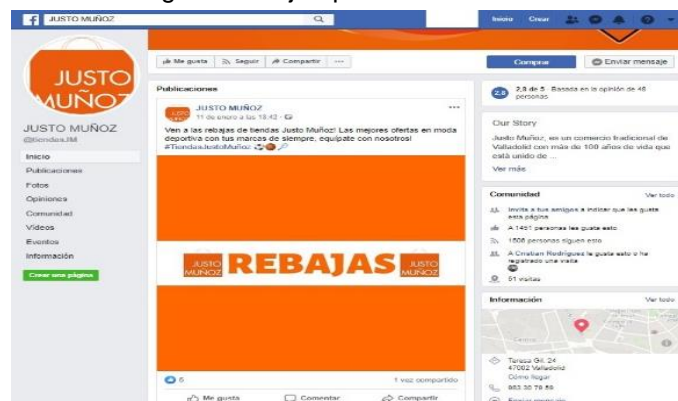 JUSTO MUÑOZ
Inicio Crear
JUSTO
MUÑOZ
JUSTO MUÑOZ
@tiendasJM
Inicio
Publicaciones
Fotos
Opiniones
Comunidad
Vídeos
Eventos
Información
Crear una página
Me gusta Seguir Compartir ...
Comprar Enviar mensaje
Publicaciones
JUSTO MUÑOZ
11 de enero a las 18:42
Ven a las rebajas de tiendas Justo Muñoz! Las mejores ofertas en moda
deportiva con tus marcas de siempre, equípate con nosotros!
#TiendasJustoMuñoz
JUSTO MUÑOZ REBAJAS JUSTO MUÑOZ
6 1 vez compartido
Me gusta Comentar Compartir
2,8 2,8 de 5 · Basada en la opinión de 46
personas
Our Story
Justo Muñoz, es un comercio tradicional de
Valladolid con más de 100 años de vida que
está unido de ...
Ver más
Comunidad Ver todo
Invita a tus amigos a indicar que les gusta
esta página
A 1451 personas les gusta esto
1508 personas siguen esto
A Cristian Rodríguez le gusta esto o ha
registrado una visita
51 visitas
Información Ver todo
Teresa Gil, 24
47002 Valladolid
Cómo llegar
983 30 79 59
Enviar mensaje